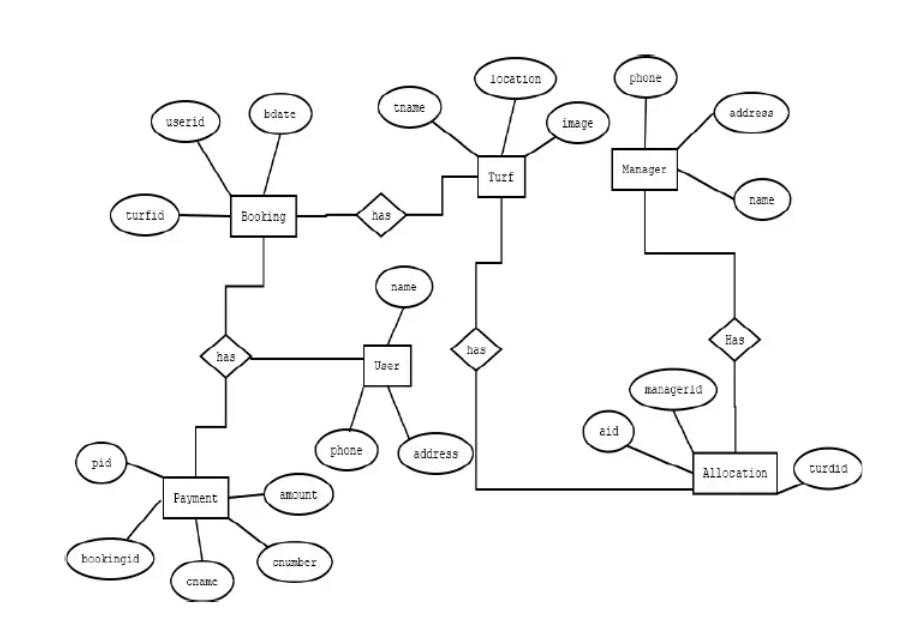 phone
location
tname
bdate
userid
image
address
Manager
Turf
name
turfid
Booking
has
name
Has
has
has
User
managerid
aid
phone
address
pid
turdid
Allocation
Payment
amount
bookingid
cnumber
cname